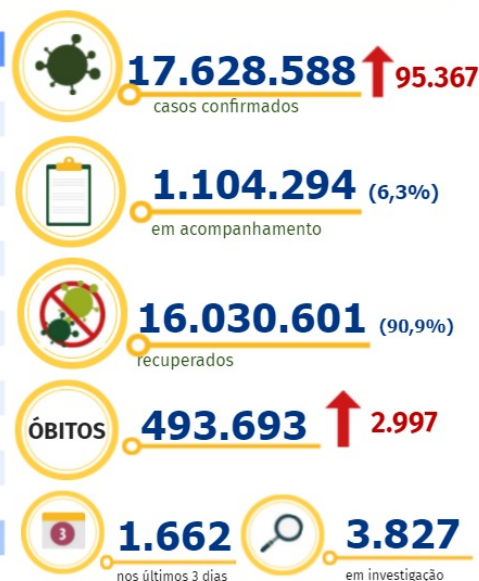 17.628.588 95.367
casos confirmados
1.104.294 (6,3%)
em acompanhamento
16.030.601 (90,9%)
recuperados
ÓBITOS 493.693 2.997
3 1.662 3.827
nos últimos 3 dias em investigação